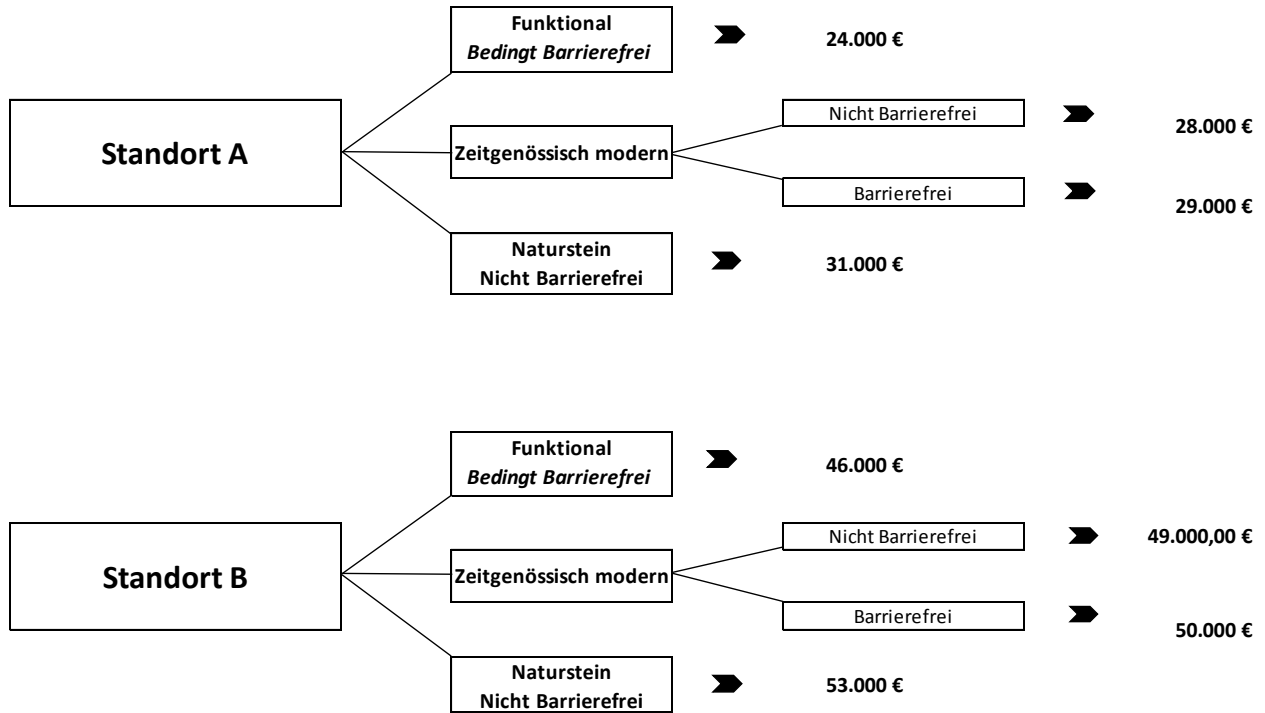 Funktional
Bedingt Barrierefrei
24.000 €
Standort A
Zeitgenössisch modern
Nicht Barrierefrei
28.000 €
Barrierefrei
29.000 €
Naturstein
Nicht Barrierefrei
31.000 €
Funktional
Bedingt Barrierefrei
46.000 €
Standort B
Zeitgenössisch modern
Nicht Barrierefrei
49.000,00 €
Barrierefrei
50.000 €
Naturstein
Nicht Barrierefrei
53.000 €